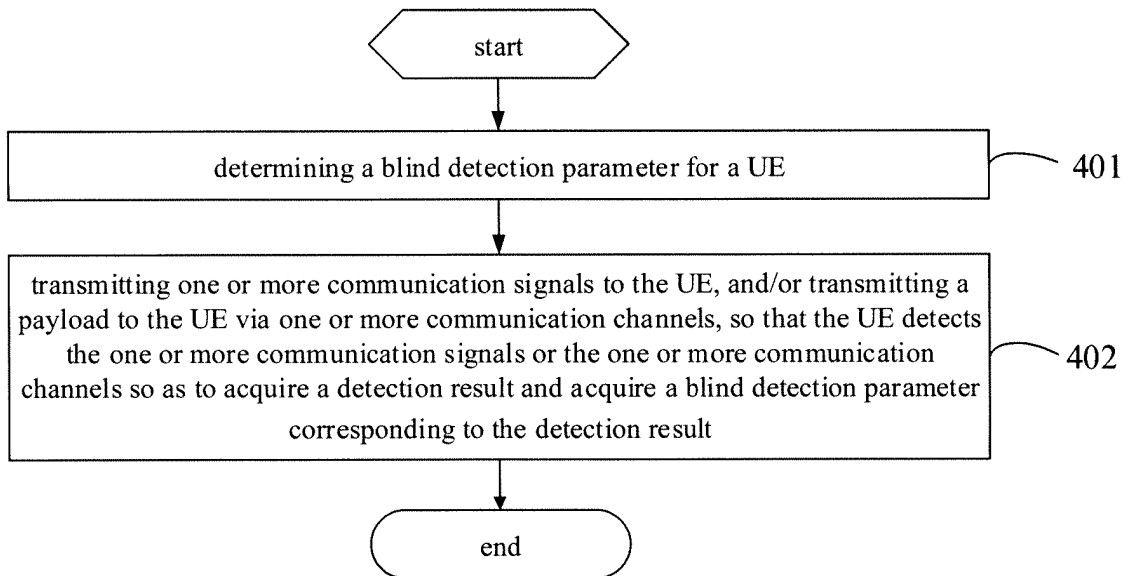 start
determining a blind detection parameter for a UE
401
transmitting one or more communication signals to the UE, and/or transmitting a
payload to the UE via one or more communication channels, so that the UE detects
the one or more communication signals or the one or more communication
channels so as to acquire a detection result and acquire a blind detection parameter
corresponding to the detection result
402
end